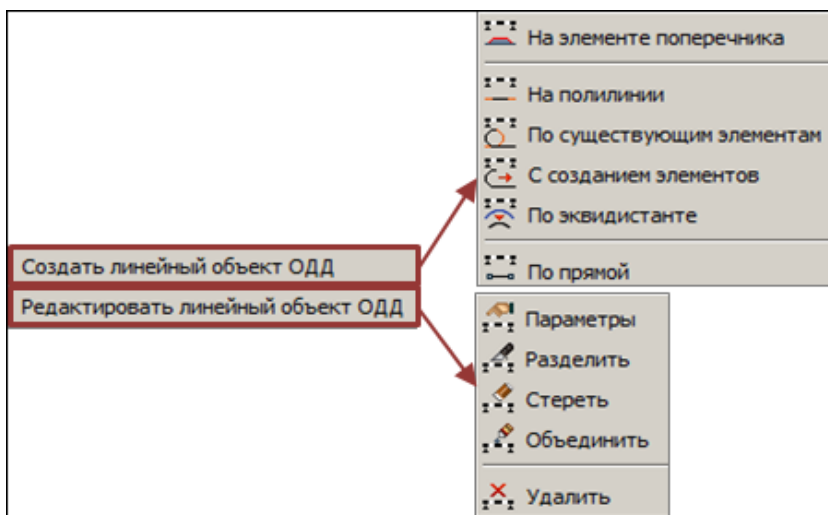 На элементе поперечника
На полилинии
По существующим элементам
С созданием элементов
По эквидистанте
По прямой
Создать линейный объект ОДД
Редактировать линейный объект ОДД
Параметры
Разделить
Стереть
Объединить
Удалить